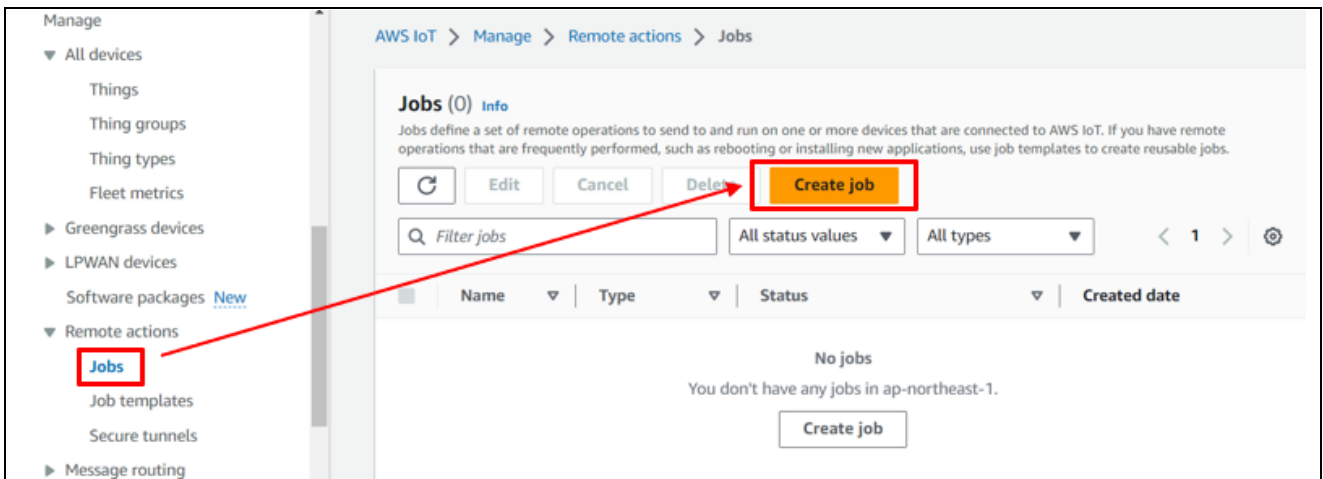 Manage
All devices
Things
Thing groups
Thing types
Fleet metrics
Greengrass devices
LPWAN devices
Software packages New
Remote actions
Jobs
Job templates
Secure tunnels
Message routing
AWS IoT > Manage > Remote actions > Jobs
Jobs (0) Info
Jobs define a set of remote operations to send to and run on one or more devices that are connected to AWS IoT. If you have remote
operations that are frequently performed, such as rebooting or installing new applications, use job templates to create reusable jobs.
Edit Cancel Delete Create job
Filter jobs All status values All types < 1 >
Name Type Status Created date
No jobs
You don't have any jobs in ap-northeast-1.
Create job